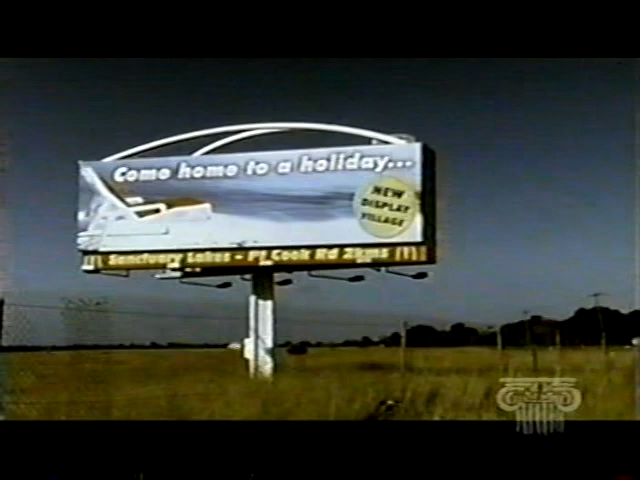 Come home to a holiday...
NEW
DISPLAY
VILLAGE
Sanctuary Lakes - Pt Cook Rd 2kms